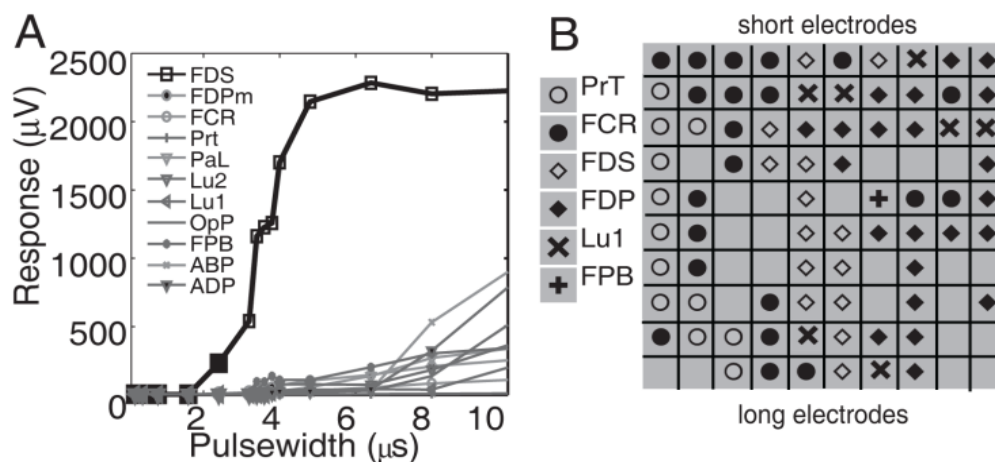 A
Response (μV)
2500
2000
1500
1000
500
0
FDS
FDPm
FCR
Prt
PaL
Lu2
Lu1
OpP
FPB
ABP
ADP
2 4 6 8 10
Pulsewidth (μs)
B
short electrodes
PrT
FCR
FDS
FDP
Lu1
FPB
long electrodes